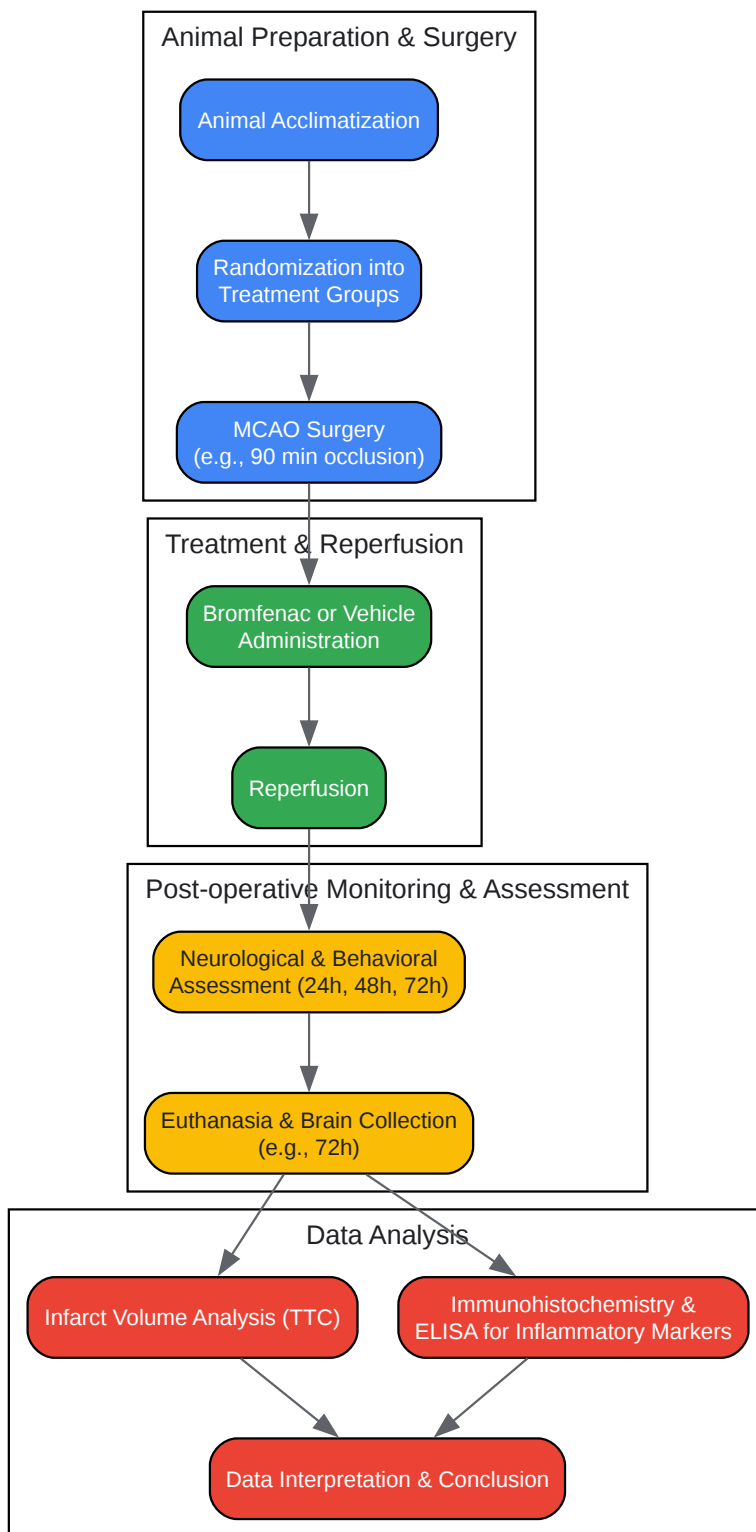 Animal Preparation & Surgery
Animal Acclimatization
Randomization into
Treatment Groups
MCAO Surgery
(e.g., 90 min occlusion)
Treatment & Reperfusion
Bromfenac or Vehicle
Administration
Reperfusion
Post-operative Monitoring & Assessment
Neurological & Behavioral
Assessment (24h, 48h, 72h)
Euthanasia & Brain Collection
(e.g., 72h)
Data Analysis
Infarct Volume Analysis (TTC)
Immunohistochemistry &
ELISA for Inflammatory Markers
Data Interpretation & Conclusion